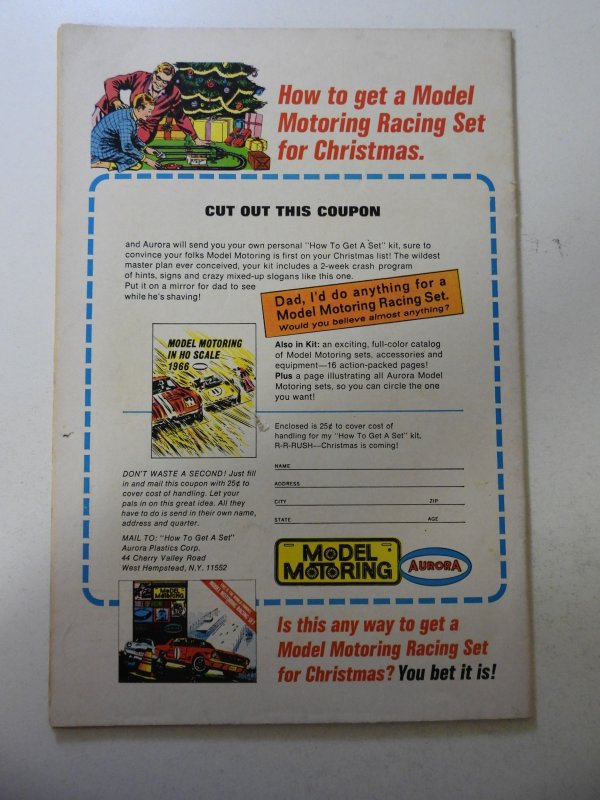 How to get a Model
Motoring Racing Set
for Christmas.
CUT OUT THIS COUPON
and Aurora will send you your own personal "How To Get A Set" kit, sure to
convince your folks Model Motoring is first on your Christmas list! The wildest
master plan ever conceived, your kit includes a 2-week crash program
of hints, signs and crazy mixed-up slogans like this one.
Put it on a mirror for dad to see
while he's shaving!
Dad, I'd do anything for a
Model Motoring Racing Set.
Would you believe almost anything?
MODEL MOTORING
IN HO SCALE
1966
Also in Kit: an exciting, full-color catalog
of Model Motoring sets, accessories and
equipment—16 action-packed pages!
Plus a page illustrating all Aurora Model
Motoring sets, so you can circle the one
you want!
Enclosed is 25¢ to cover cost of
handling for my "How To Get A Set" kit,
R-R-RUSH—Christmas is coming!
NAME
ADDRESS
CITY ZIP
STATE AGE
DON'T WASTE A SECOND! Just fill
in and mail this coupon with 25¢ to
cover cost of handling. Let your
pals in on this great idea. All they
have to do is send in their own name,
address and quarter.
MAIL TO: "How To Get A Set"
Aurora Plastics Corp.
44 Cherry Valley Road
West Hempstead, N.Y. 11552
MODEL
MOTORING
AURORA
MODEL
MOTORING
Is this any way to get a
Model Motoring Racing Set
for Christmas? You bet it is!